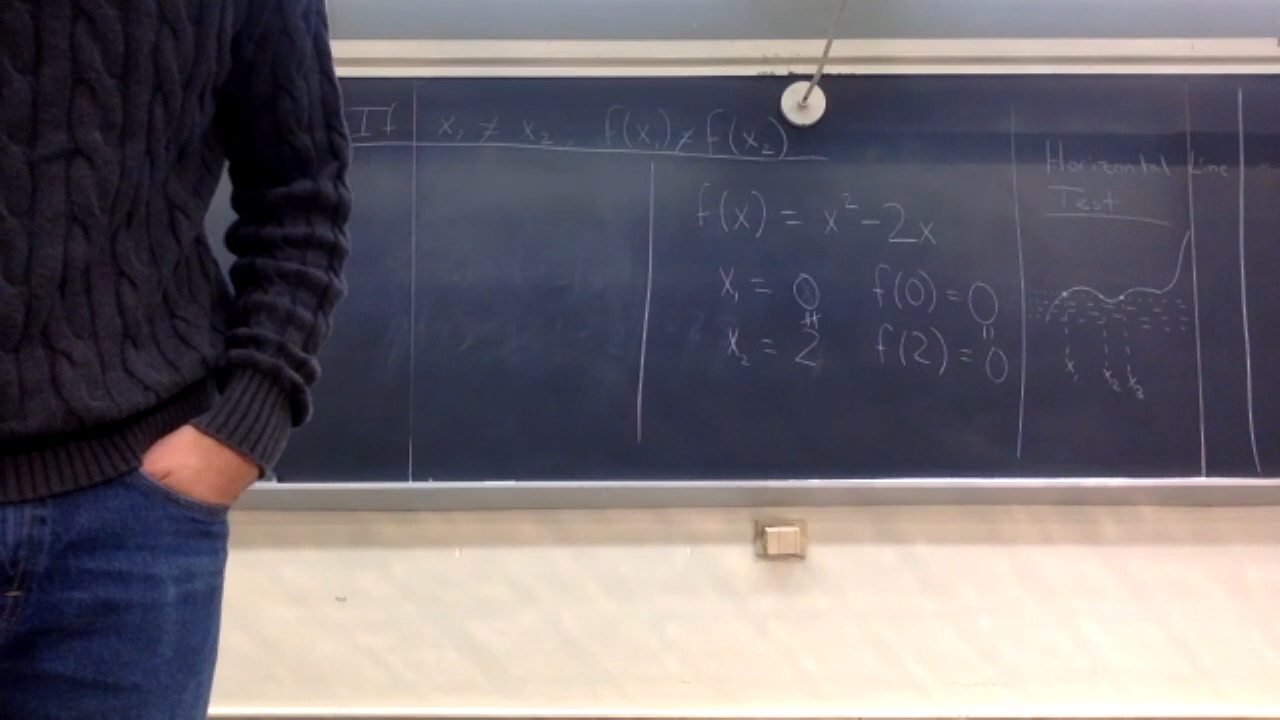 If x₁ ≠ x₂, f(x₁) ≠ f(x₂)
f(x) = x² - 2x
x₁ = 0 f(0) = 0
≠ =
x₂ = 2 f(2) = 0
Horizontal Line
Test
x₁ x₂ x₃